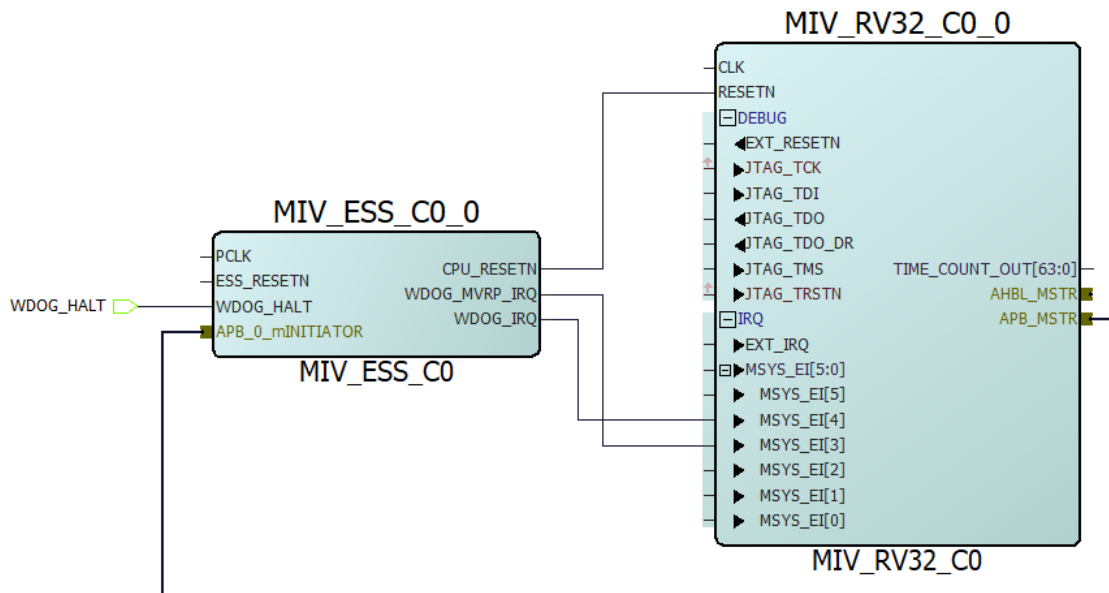 MIV_RV32_C0_0
CLK
RESETN
DEBUG
EXT_RESETN
JTAG_TCK
JTAG_TDI
JTAG_TDO
JTAG_TDO_DR
JTAG_TMS
JTAG_TRSTN
IRQ
EXT_IRQ
MSYS_EI[5:0]
MSYS_EI[5]
MSYS_EI[4]
MSYS_EI[3]
MSYS_EI[2]
MSYS_EI[1]
MSYS_EI[0]
TIME_COUNT_OUT[63:0]
AHBL_MSTR
APB_MSTR
MIV_RV32_C0
MIV_ESS_C0_0
PCLK
ESS_RESETN
WDOG_HALT
WDOG_HALT
APB_0_mINITIATOR
CPU_RESETN
WDOG_MVRP_IRQ
WDOG_IRQ
MIV_ESS_C0